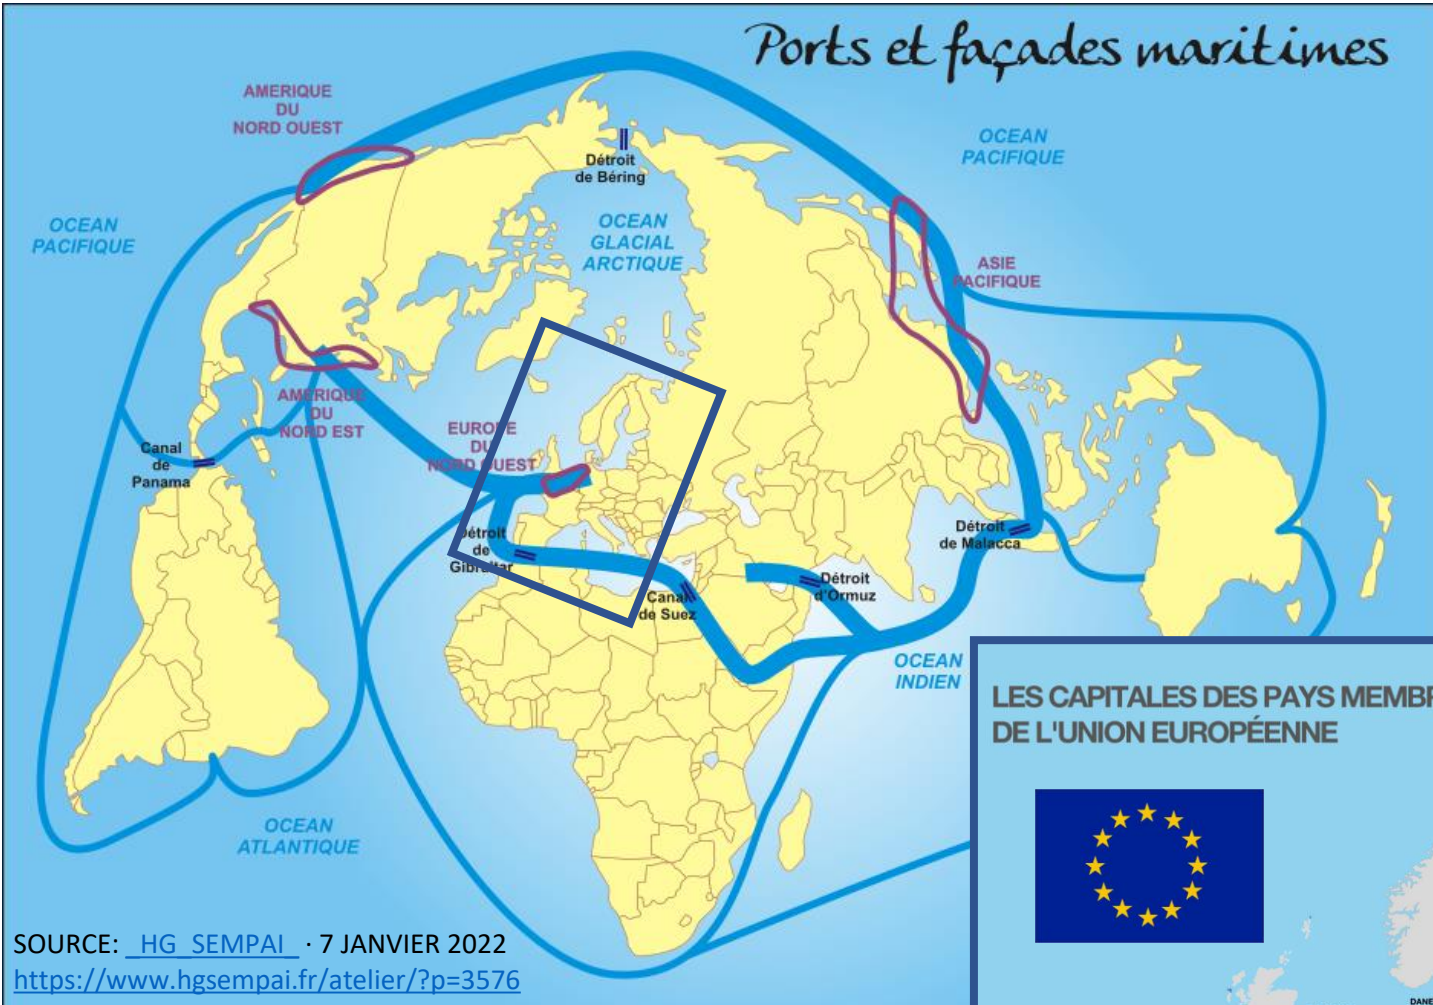 Ports et façades maritimes
AMERIQUE
DU
NORD OUEST
OCEAN
PACIFIQUE
Détroit
de Béring
OCEAN
PACIFIQUE
OCEAN
GLACIAL
ARCTIQUE
ASIE
PACIFIQUE
AMERIQUE
DU
NORD EST
EUROPE
DU
NORD OUEST
Canal
de
Panama
Détroit
de
Gibraltar
Détroit
de Malacca
Détroit
d'Ormuz
Canal
de Suez
OCEAN
INDIEN
LES CAPITALES DES PAYS MEMB
DE L'UNION EUROPÉENNE
OCEAN
ATLANTIQUE
SOURCE: _HG_SEMPAI_ · 7 JANVIER 2022
https://www.hgsempai.fr/atelier/?p=3576
DANE